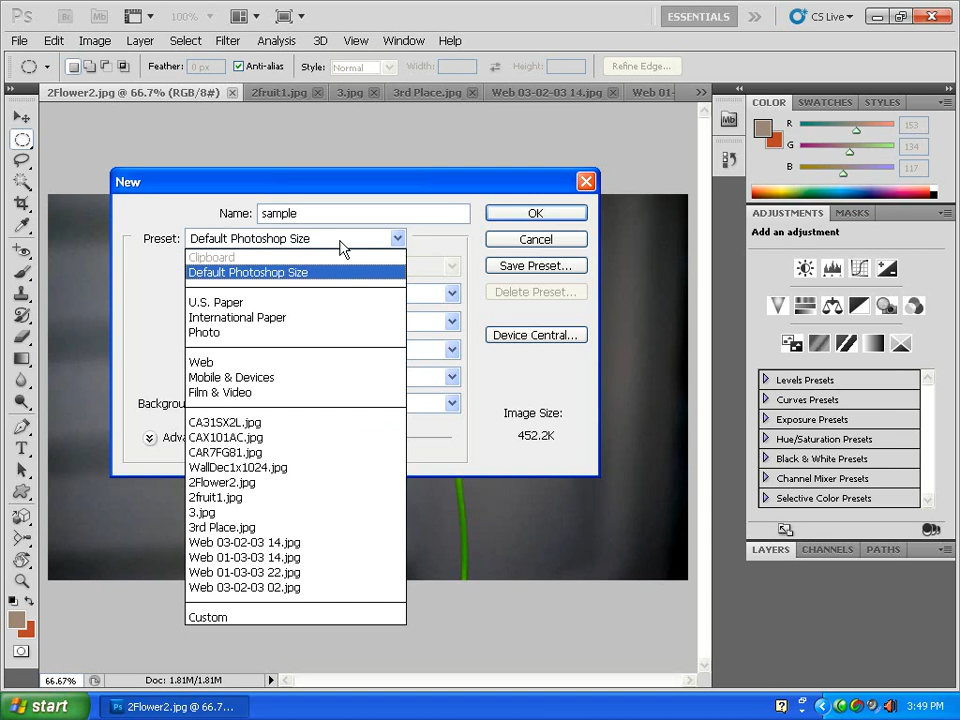 Ps Br Mb 100% ESSENTIALS CS Live
File Edit Image Layer Select Filter Analysis 3D View Window Help
Feather: 0 px Anti-alias Style: Normal Width: Height: Refine Edge...
2Flower2.jpg @ 66.7% (RGB/8#) 2fruit1.jpg 3.jpg 3rd Place.jpg Web 03-02-03 14.jpg Web 01-
COLOR SWATCHES STYLES
R 153
G 134
B 117
New
Name: sample OK
Preset: Default Photoshop Size Cancel
Clipboard
Default Photoshop Size
U.S. Paper
International Paper
Photo
Web
Mobile & Devices
Film & Video
CA31SX2L.jpg
CAX101AC.jpg
CAR7FG81.jpg
WallDec1x1024.jpg
2Flower2.jpg
2fruit1.jpg
3.jpg
3rd Place.jpg
Web 03-02-03 14.jpg
Web 01-03-03 14.jpg
Web 01-03-03 22.jpg
Web 03-02-03 02.jpg
Custom
Backgrou
Adva
Save Preset...
Delete Preset...
Device Central...
Image Size:
452.2K
Mb
ADJUSTMENTS MASKS
Add an adjustment
Levels Presets
Curves Presets
Exposure Presets
Hue/Saturation Presets
Black & White Presets
Channel Mixer Presets
Selective Color Presets
LAYERS CHANNELS PATHS
66.67% Doc: 1.81M/1.81M
start Ps 2Flower2.jpg @ 66.7... 3:49 PM